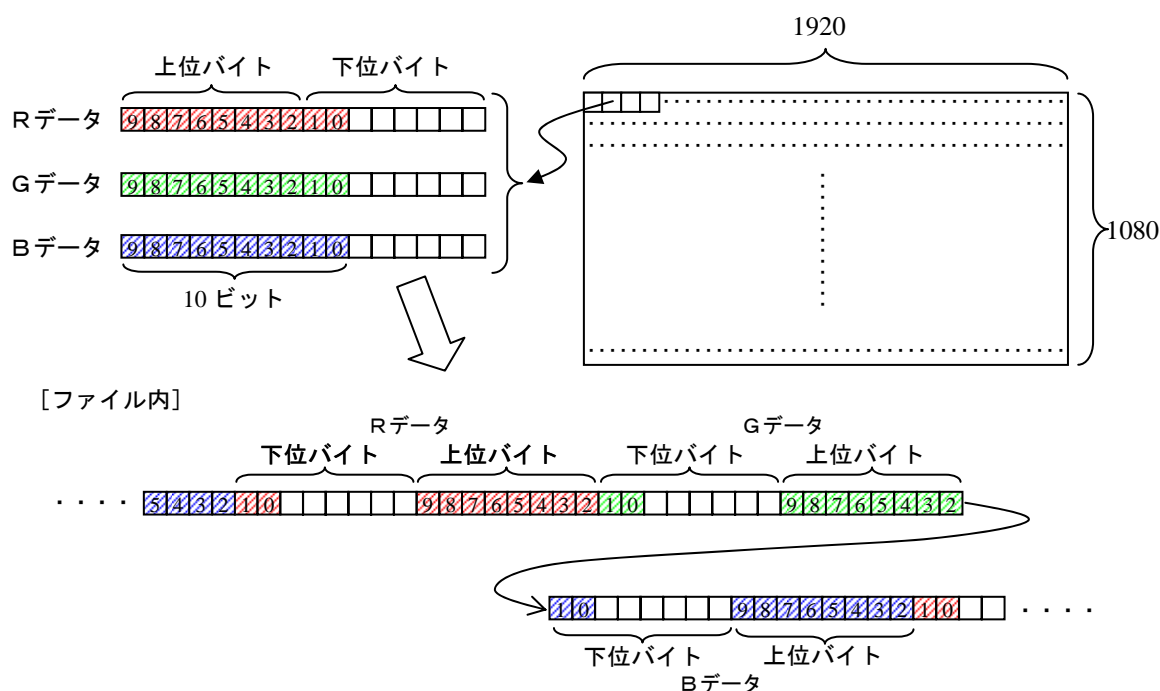 1920
上位バイト 下位バイト
Rデータ 9 8 7 6 5 4 3 2 1 0
Gデータ 9 8 7 6 5 4 3 2 1 0
Bデータ 9 8 7 6 5 4 3 2 1 0
10 ビット
1080
[ファイル内]
Rデータ Gデータ
下位バイト 上位バイト 下位バイト 上位バイト
5 4 3 2 1 0 9 8 7 6 5 4 3 2 1 0 9 8 7 6 5 4 3 2
1 0 9 8 7 6 5 4 3 2 1 0
下位バイト 上位バイト
Bデータ